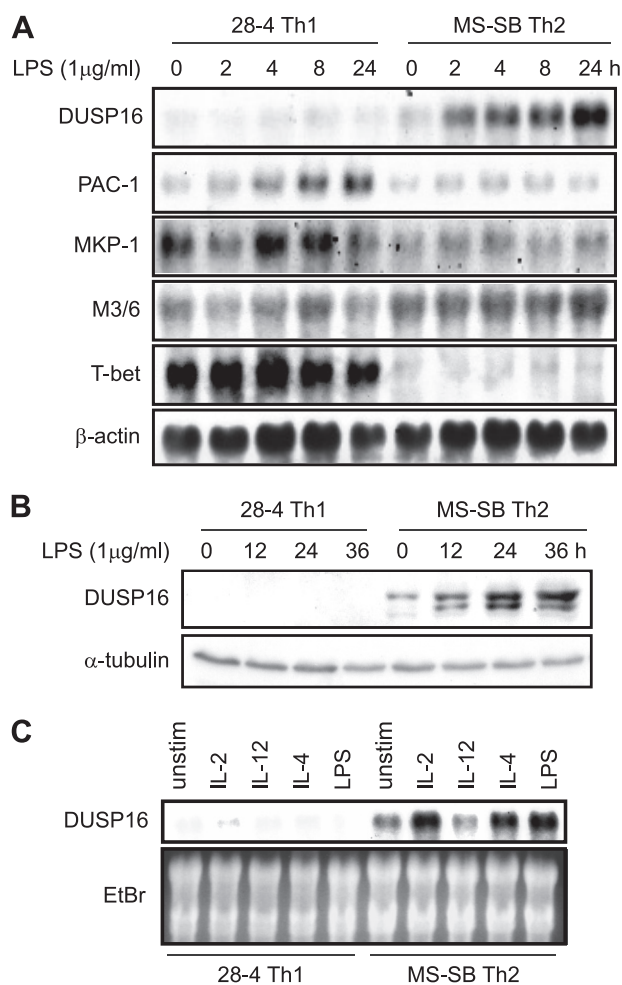 A
28-4 Th1 MS-SB Th2
LPS (1µg/ml) 0 2 4 8 24 0 2 4 8 24 h
DUSP16
PAC-1
MKP-1
M3/6
T-bet
β-actin
B
28-4 Th1 MS-SB Th2
LPS (1µg/ml) 0 12 24 36 0 12 24 36 h
DUSP16
α-tubulin
C
unstim IL-2 IL-12 IL-4 LPS unstim IL-2 IL-12 IL-4 LPS
DUSP16
EtBr
28-4 Th1 MS-SB Th2